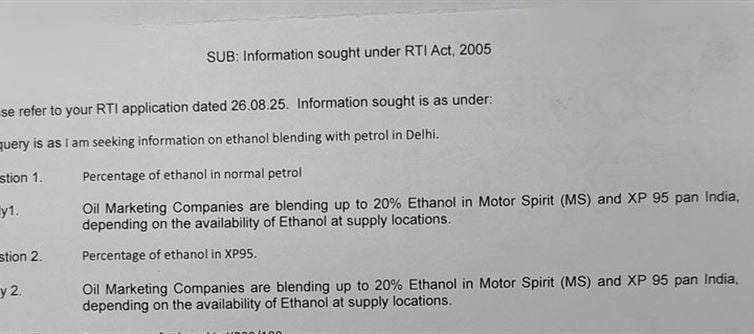 SUB: Information sought under RTI Act, 2005
se refer to your RTI application dated 26.08.25. Information sought is as under:
query is as I am seeking information on ethanol blending with petrol in Delhi.
stion 1. Percentage of ethanol in normal petrol
ly1. Oil Marketing Companies are blending up to 20% Ethanol in Motor Spirit (MS) and XP 95 pan India,
depending on the availability of Ethanol at supply locations.
stion 2. Percentage of ethanol in XP95.
y 2. Oil Marketing Companies are blending up to 20% Ethanol in Motor Spirit (MS) and XP 95 pan India,
depending on the availability of Ethanol at supply locations.